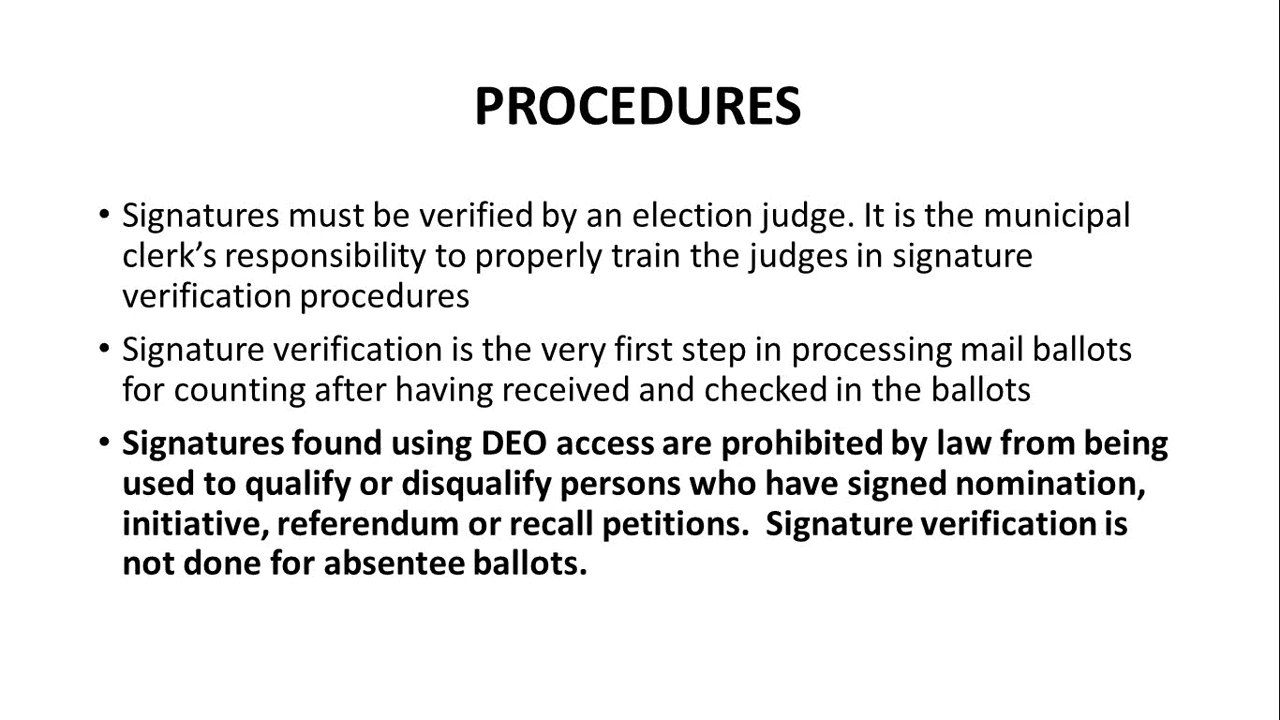 PROCEDURES
• Signatures must be verified by an election judge. It is the municipal
clerk’s responsibility to properly train the judges in signature
verification procedures
• Signature verification is the very first step in processing mail ballots
for counting after having received and checked in the ballots
• Signatures found using DEO access are prohibited by law from being
used to qualify or disqualify persons who have signed nomination,
initiative, referendum or recall petitions.  Signature verification is
not done for absentee ballots.